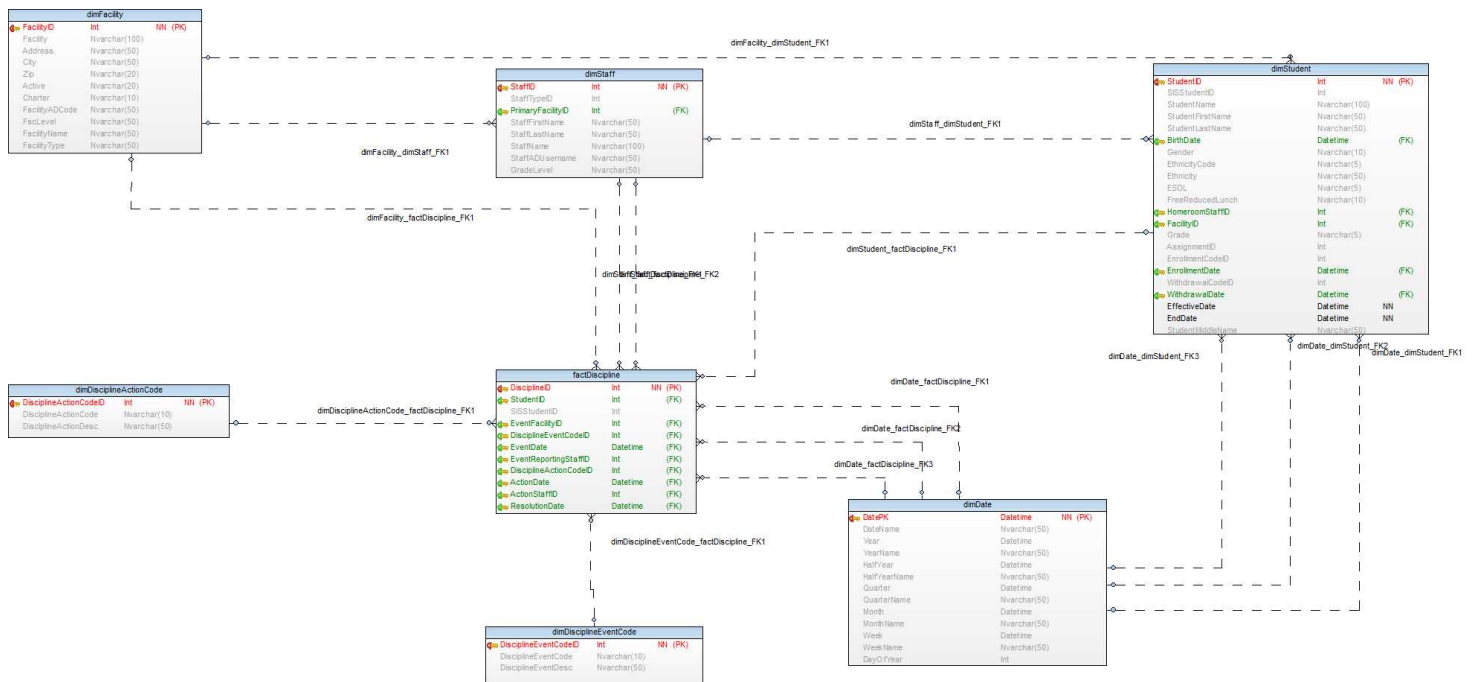 dimFacility
FacilityID Int NN (PK)
Facility Nvarchar(100)
Address Nvarchar(50)
City Nvarchar(50)
Zip Nvarchar(20)
Active Nvarchar(20)
Charter Nvarchar(10)
FacilityADCode Nvarchar(50)
FacLevel Nvarchar(50)
FacilityName Nvarchar(50)
FacilityType Nvarchar(50)
dimFacility_dimStudent_FK1
dimStaff
StaffID Int NN (PK)
StaffTypeID Int
PrimaryFacilityID Int (FK)
StaffFirstName Nvarchar(50)
StaffLastName Nvarchar(50)
StaffName Nvarchar(100)
StaffADUsername Nvarchar(50)
GradeLevel Nvarchar(50)
dimFacility_dimStaff_FK1
dimStaff_dimStudent_FK1
dimStudent
StudentID Int NN (PK)
SISStudentID Int
StudentName Nvarchar(100)
StudentFirstName Nvarchar(50)
StudentLastName Nvarchar(50)
BirthDate Datetime (FK)
Gender Nvarchar(10)
EthnicityCode Nvarchar(5)
Ethnicity Nvarchar(50)
ESOL Nvarchar(5)
FreeReducedLunch Nvarchar(10)
HomeroomStaffID Int (FK)
FacilityID Int (FK)
Grade Nvarchar(5)
AssignmentID Int
EnrollmentCodeID Int
EnrollmentDate Datetime (FK)
WithdrawalCodeID Int
WithdrawalDate Datetime (FK)
EffectiveDate Datetime NN
EndDate Datetime NN
StudentMiddleName Nvarchar(50)
dimFacility_factDiscipline_FK1
dimStudent_factDiscipline_FK1
dimDate_dimStudent_FK3
dimDate_dimStudent_FK2
dimDate_dimStudent_FK1
dimDisciplineActionCode
DisciplineActionCodeID Int NN (PK)
DisciplineActionCode Nvarchar(10)
DisciplineActionDesc Nvarchar(50)
dimDisciplineActionCode_factDiscipline_FK1
factDiscipline
DisciplineID Int NN (PK)
StudentID Int (FK)
SISStudentID Int
EventFacilityID Int (FK)
DisciplineEventCodeID Int (FK)
EventDate Datetime (FK)
EventReportingStaffID Int (FK)
DisciplineActionCodeID Int (FK)
ActionDate Datetime (FK)
ActionStaffID Int (FK)
ResolutionDate Datetime (FK)
dimDate_factDiscipline_FK1
dimDate_factDiscipline_FK2
dimDate_factDiscipline_FK3
dimDisciplineEventCode_factDiscipline_FK1
dimDate
DatePK Datetime NN (PK)
DateName Nvarchar(50)
Year Datetime
YearName Nvarchar(50)
HalfYear Datetime
HalfYearName Nvarchar(50)
Quarter Datetime
QuarterName Nvarchar(50)
Month Datetime
MonthName Nvarchar(50)
Week Datetime
WeekName Nvarchar(50)
DayOfYear Int
dimDisciplineEventCode
DisciplineEventCodeID Int NN (PK)
DisciplineEventCode Nvarchar(10)
DisciplineEventDesc Nvarchar(50)